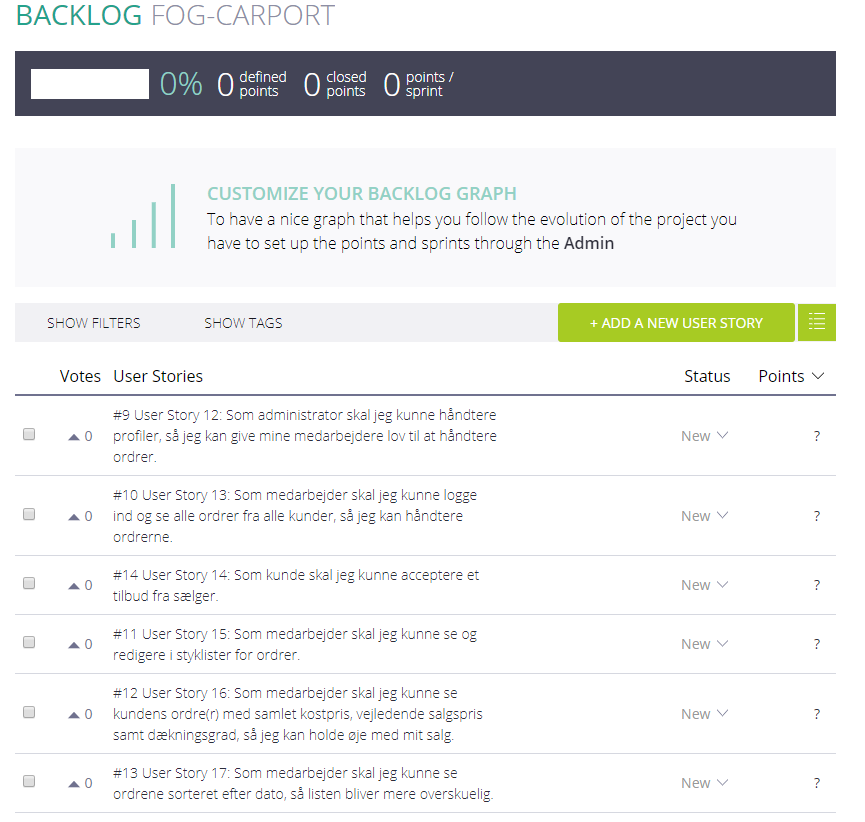 BACKLOG FOG-CARPORT
0% 0 defined points 0 closed points 0 points / sprint
CUSTOMIZE YOUR BACKLOG GRAPH
To have a nice graph that helps you follow the evolution of the project you
have to set up the points and sprints through the Admin
SHOW FILTERS SHOW TAGS + ADD A NEW USER STORY
Votes User Stories Status Points
#9 User Story 12: Som administrator skal jeg kunne håndtere
profiler, så jeg kan give mine medarbejdere lov til at håndtere
ordrer.
0 New ?
#10 User Story 13: Som medarbejder skal jeg kunne logge
ind og se alle ordrer fra alle kunder, så jeg kan håndtere
ordrerne.
0 New ?
#14 User Story 14: Som kunde skal jeg kunne acceptere et
tilbud fra sælger.
0 New ?
#11 User Story 15: Som medarbejder skal jeg kunne se og
redigere i styklister for ordrer.
0 New ?
#12 User Story 16: Som medarbejder skal jeg kunne se
kundens ordre(r) med samlet kostpris, vejledende salgspris
samt dækningsgrad, så jeg kan holde øje med mit salg.
0 New ?
#13 User Story 17: Som medarbejder skal jeg kunne se
ordrene sorteret efter dato, så listen bliver mere overskuelig.
0 New ?